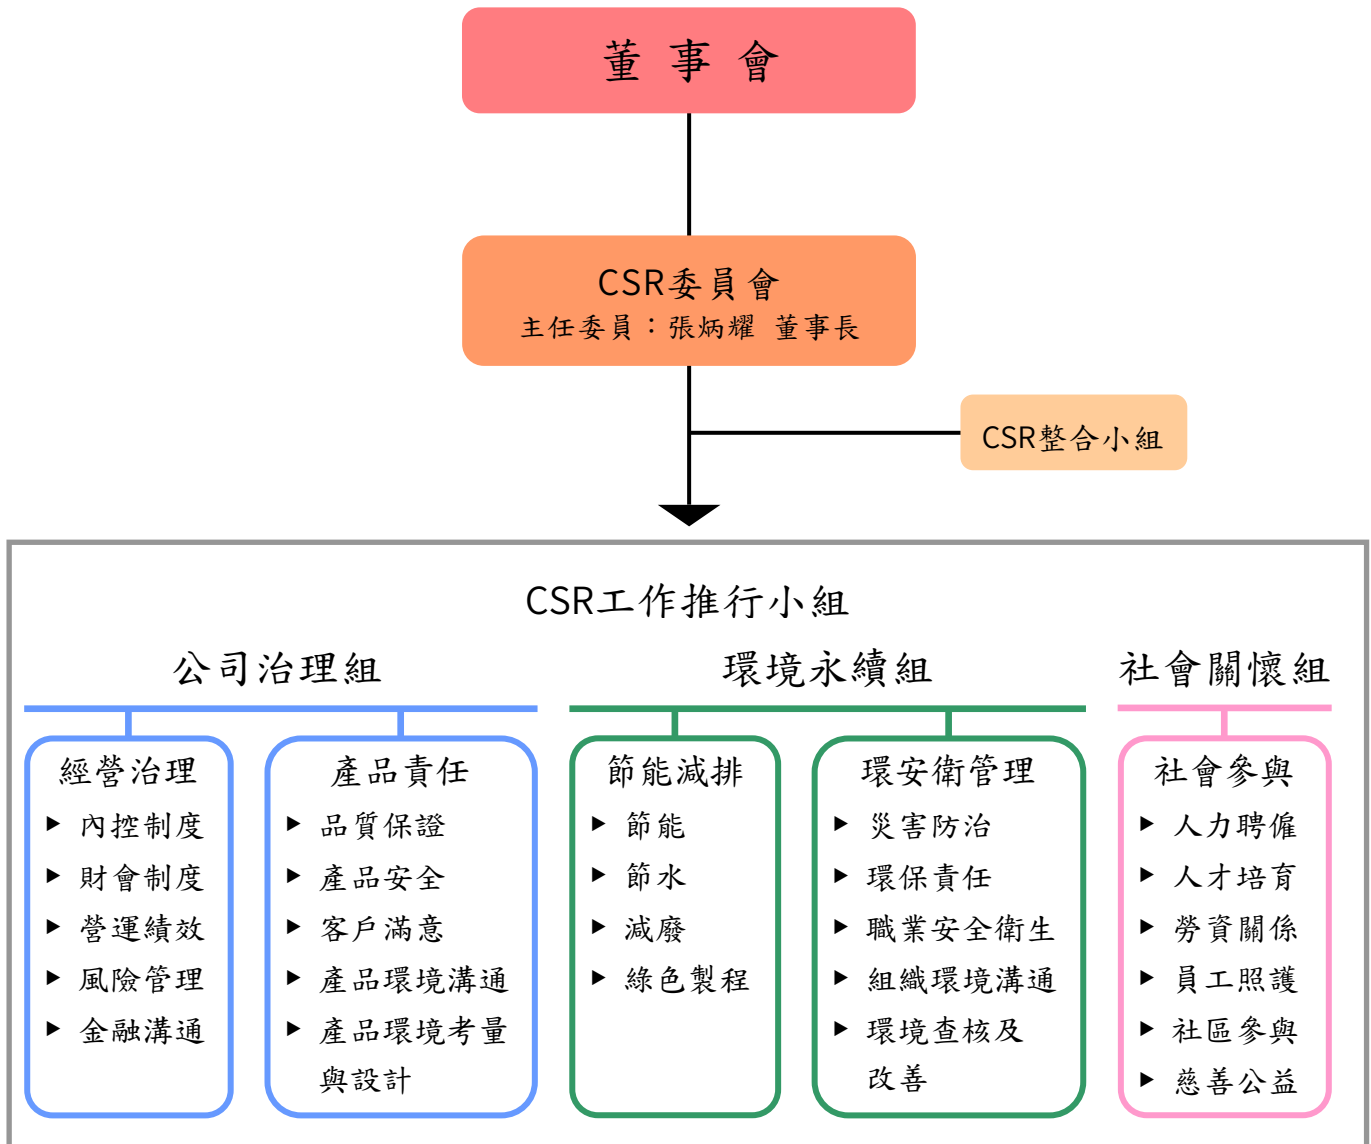 董事會
CSR委員會
主任委員：張炳耀 董事長
CSR整合小組
CSR工作推行小組
公司治理組
環境永續組
社會關懷組
經營治理
▶ 內控制度
▶ 財會制度
▶ 營運績效
▶ 風險管理
▶ 金融溝通
產品責任
▶ 品質保證
▶ 產品安全
▶ 客戶滿意
▶ 產品環境溝通
▶ 產品環境考量
與設計
節能減排
▶ 節能
▶ 節水
▶ 減廢
▶ 綠色製程
環安衛管理
▶ 災害防治
▶ 環保責任
▶ 職業安全衛生
▶ 組織環境溝通
▶ 環境查核及
改善
社會參與
▶ 人力聘僱
▶ 人才培育
▶ 勞資關係
▶ 員工照護
▶ 社區參與
▶ 慈善公益